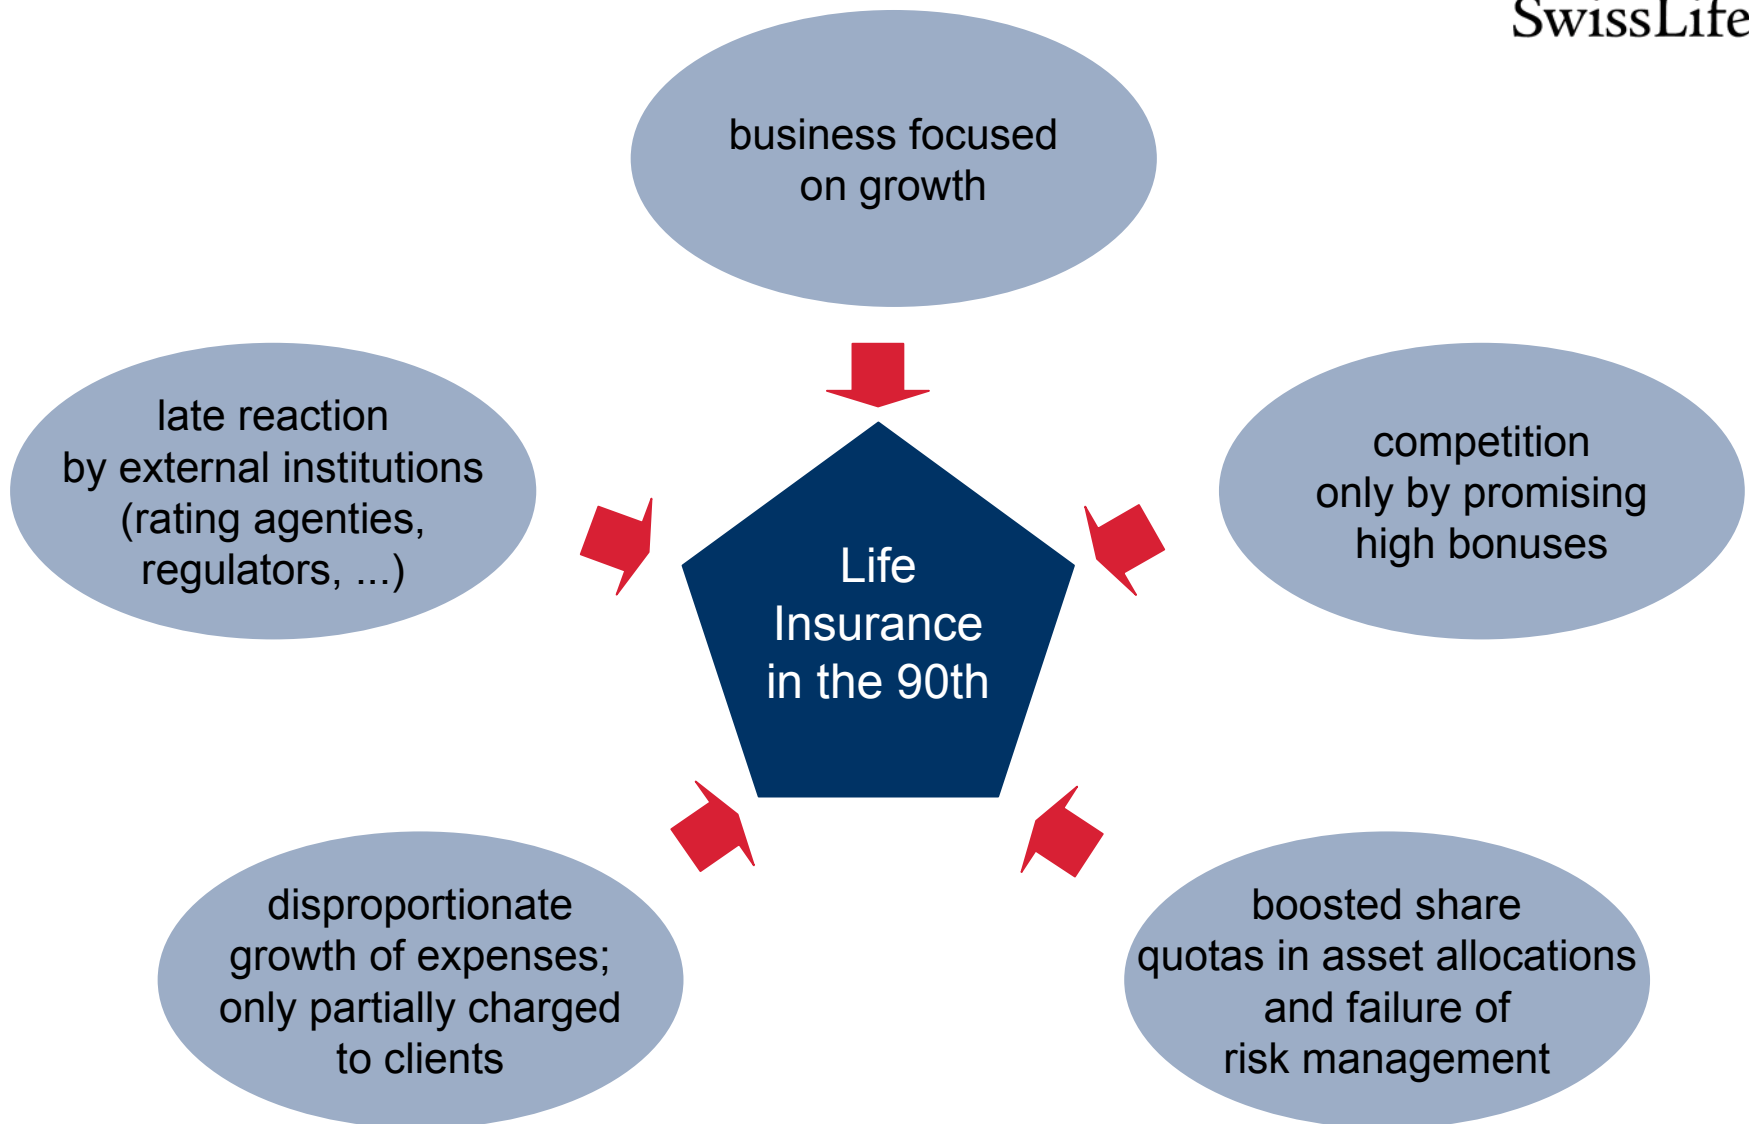 SwissLife
business focused
on growth
late reaction
by external institutions
(rating agenties,
regulators, ...)
competition
only by promising
high bonuses
Life
Insurance
in the 90th
disproportionate
growth of expenses;
only partially charged
to clients
boosted share
quotas in asset allocations
and failure of
risk management